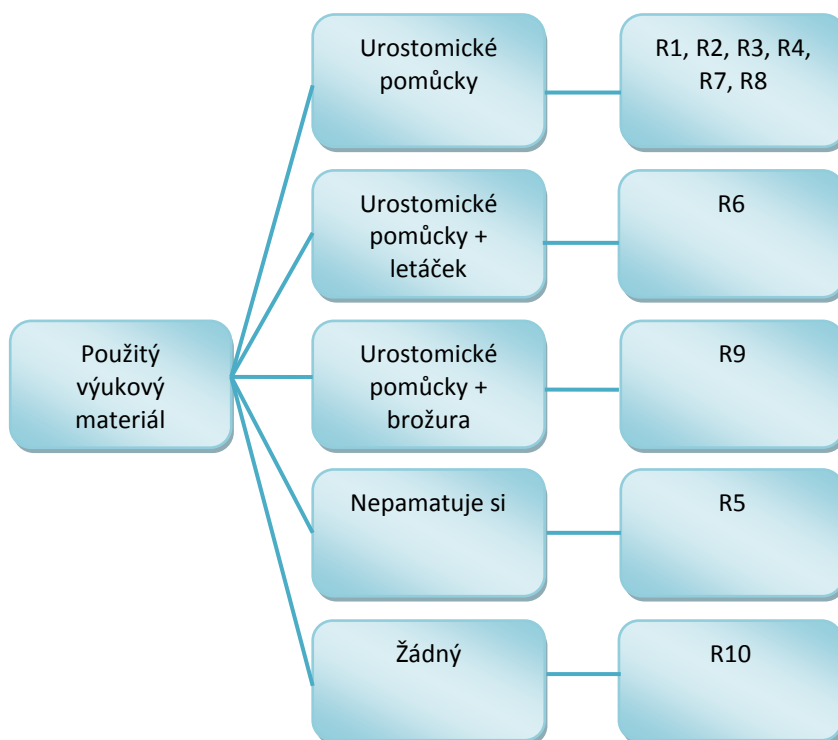 Urostomické
pomůcky
R1, R2, R3, R4,
R7, R8
Urostomické
pomůcky +
letáček
R6
Použitý
výukový
materiál
Urostomické
pomůcky +
brožura
R9
Nepamatuje si
R5
Žádný
R10